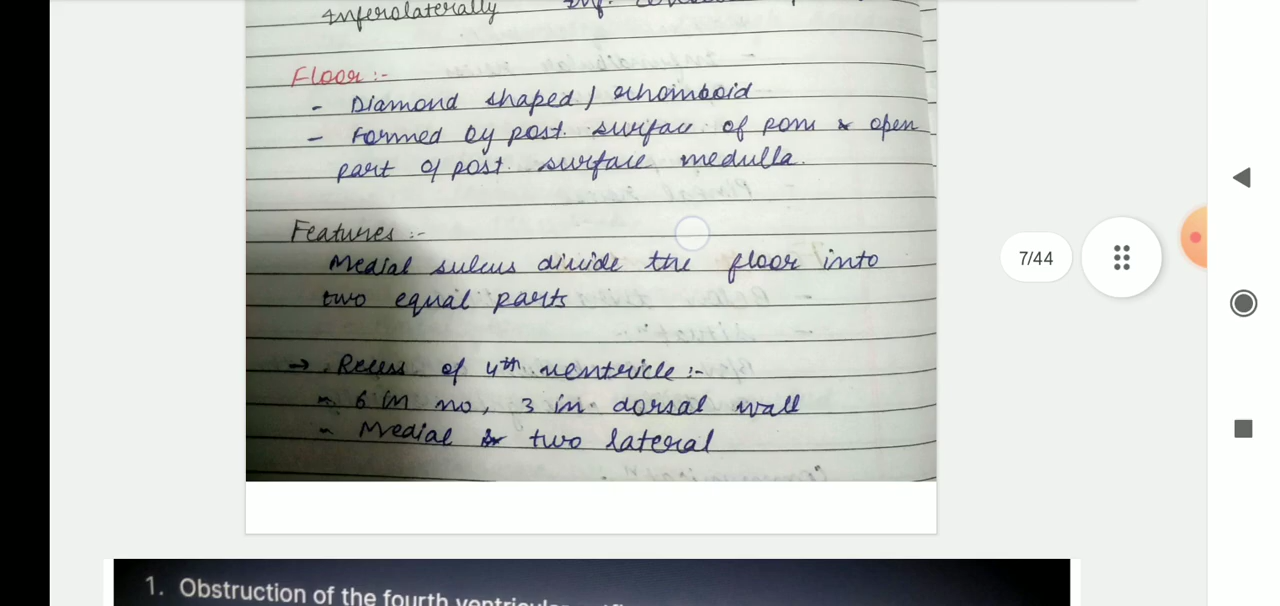 Inferolaterally
Floor :-
- Diamond shaped / rhomboid
- Formed by post. surface of pons & open
part of post. surface medulla.
Features :-
Medial sulcus divide the floor into
two equal parts
→ Recess of 4th ventricle :-
~ 6 in no, 3 in dorsal wall
~ Medial & two lateral
7/44
1. Obstruction of the fourth